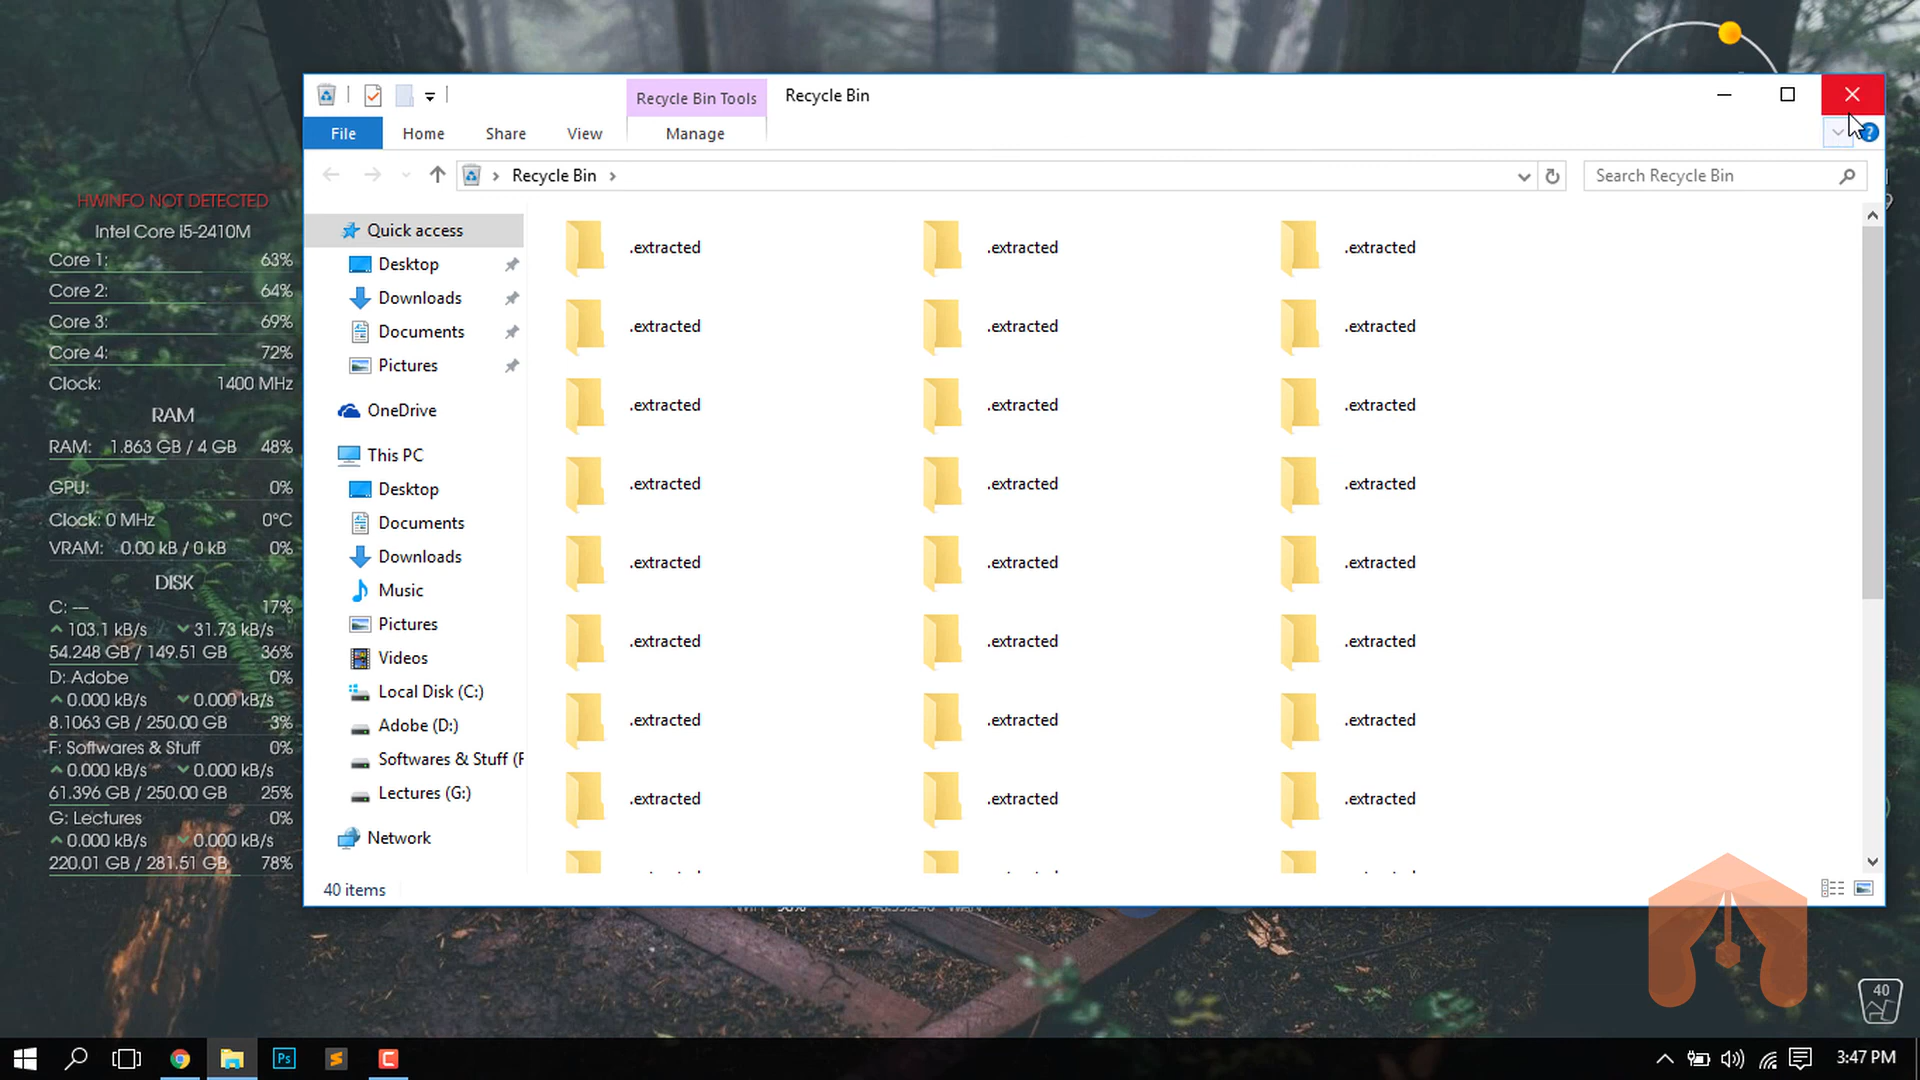 Recycle Bin Tools
Recycle Bin
File
Home
Share
View
Manage
Recycle Bin
Search Recycle Bin
Quick access
Desktop
Downloads
Documents
Pictures
OneDrive
This PC
Desktop
Documents
Downloads
Music
Pictures
Videos
Local Disk (C:)
Adobe (D:)
Softwares & Stuff (F
Lectures (G:)
Network
.extracted .extracted .extracted
.extracted .extracted .extracted
.extracted .extracted .extracted
.extracted .extracted .extracted
.extracted .extracted .extracted
.extracted .extracted .extracted
.extracted .extracted .extracted
.extracted .extracted .extracted
40 items
HWINFO NOT DETECTED
Intel Core i5-2410M
Core 1: 63%
Core 2: 64%
Core 3: 69%
Core 4: 72%
Clock: 1400 MHz
RAM
RAM: 1.863 GB / 4 GB 48%
GPU: 0%
Clock: 0 MHz 0°C
VRAM: 0.00 kB / 0 kB 0%
DISK
C: — 17%
103.1 kB/s 31.73 kB/s
54.248 GB / 149.51 GB 36%
D: Adobe 0%
0.000 kB/s 0.000 kB/s
8.1063 GB / 250.00 GB 3%
F: Softwares & Stuff 0%
0.000 kB/s 0.000 kB/s
61.396 GB / 250.00 GB 25%
G: Lectures 0%
0.000 kB/s 0.000 kB/s
220.01 GB / 281.51 GB 78%
40
Ps
3:47 PM